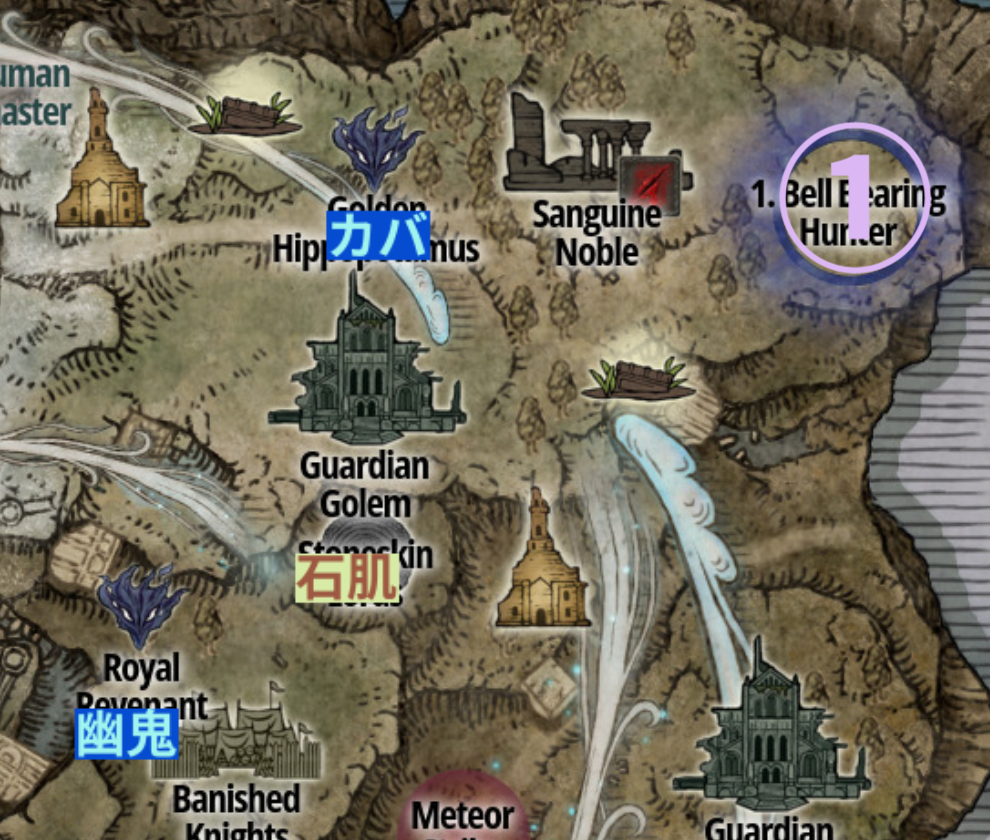 uman
aster
Golden
カバ
Sanguine
Noble
1. Bell Bearing
Hunter
1
Guardian
Golem
Stoneskin
石肌
Royal
Revenant
幽鬼
Banished
Knights
Meteor
Guardian